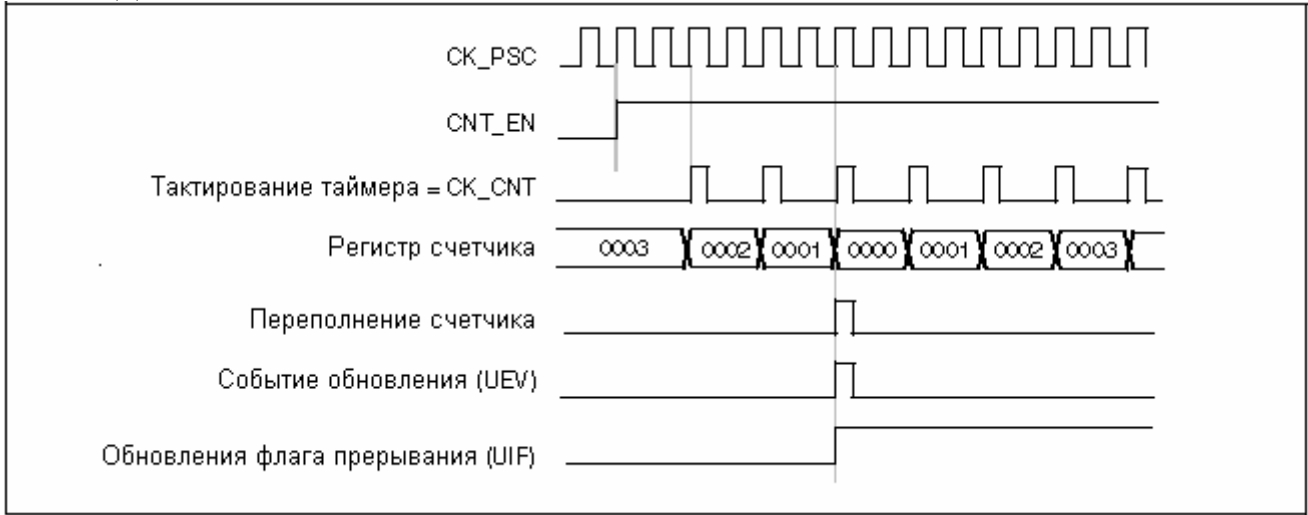 CK_PSC
CNT_EN
Тактирование таймера = CK_CNT
Регистр счетчика 0003 0002 0001 0000 0001 0002 0003
Переполнение счетчика
Событие обновления (UEV)
Обновления флага прерывания (UIF)